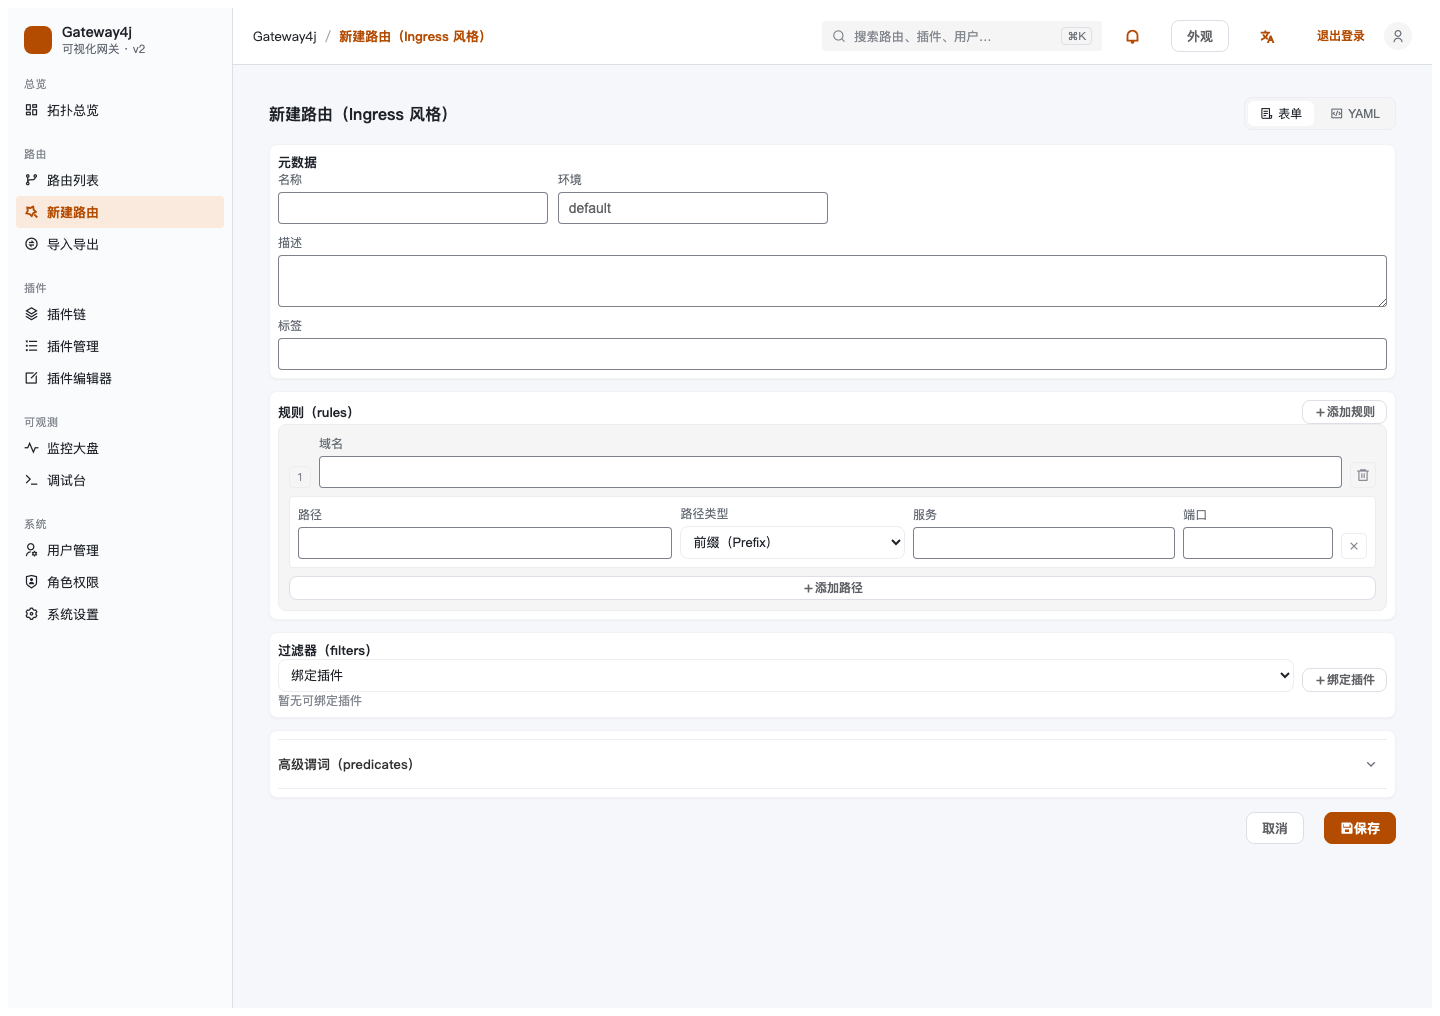 Gateway4j
可视化网关 · v2
总览
拓扑总览
路由
路由列表
新建路由
导入导出
插件
插件链
插件管理
插件编辑器
可观测
监控大盘
调试台
系统
用户管理
角色权限
系统设置
Gateway4j / 新建路由（Ingress 风格）
搜索路由、插件、用户... ⌘K
外观
退出登录
新建路由（Ingress 风格）
表单
YAML
元数据
名称
环境
default
描述
标签
规则（rules）
+添加规则
域名
1
路径
路径类型
服务
端口
前缀（Prefix）
+添加路径
过滤器（filters）
绑定插件
+绑定插件
暂无可绑定插件
高级谓词（predicates）
取消
保存